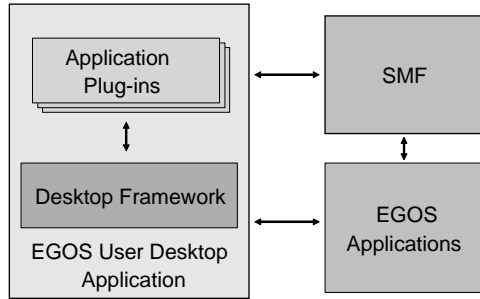 Application
Plug-ins
Desktop Framework
EGOS User Desktop
Application
SMF
EGOS
Applications